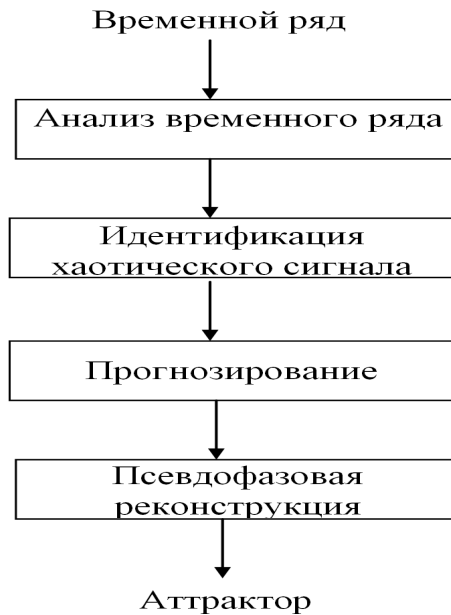 Временной ряд
Анализ временного ряда
Идентификация
хаотического сигнала
Прогнозирование
Псевдофазовая
реконструкция
Аттрактор